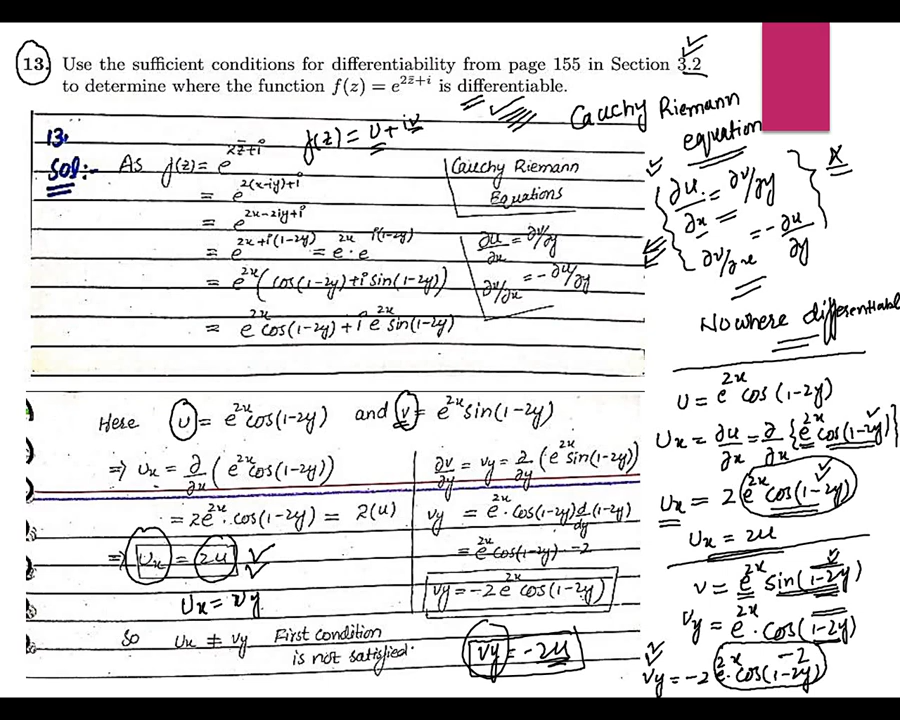 13. Use the sufficient conditions for differentiability from page 155 in Section 3.2
to determine where the function f(z) = e^{2z̄+i} is differentiable.
13.
Sol:- As f(z) = e^{2z̄+i}
f(z) = u + iv
= e^{2(x-iy)+i}
= e^{2x-2iy+i}
= e^{2x+i(1-2y)} = e^{2x} · e^{i(1-2y)}
= e^{2x}(cos(1-2y)+i sin(1-2y))
= e^{2x} cos(1-2y) + i e^{2x} sin(1-2y)
Cauchy Riemann
Equations
∂u/∂x = ∂v/∂y
∂v/∂x = -∂u/∂y
Cauchy Riemann
equation
∂u/∂x = ∂v/∂y
∂v/∂x = -∂u/∂y
Nowhere differentiable
Here u = e^{2x}cos(1-2y) and v = e^{2x}sin(1-2y)
⇒ ux = ∂/∂x (e^{2x}cos(1-2y))
= 2e^{2x}·cos(1-2y) = 2(u)
⇒ ux = 2u
ux = vy
So ux ≠ vy First condition
is not satisfied.
∂v/∂y = vy = ∂/∂y (e^{2x}sin(1-2y))
vy = e^{2x}·cos(1-2y) d/dy (1-2y)
= e^{2x}cos(1-2y) · -2
vy = -2e^{2x}cos(1-2y)
vy = -2u
u = e^{2x} cos(1-2y)
ux = ∂u/∂x = ∂/∂x {e^{2x} cos(1-2y)}
ux = 2 e^{2x} cos(1-2y)
ux = 2u
v = e^{2x} sin(1-2y)
vy = e^{2x} · cos(1-2y)
-2
vy = -2 e^{2x}·cos(1-2y)